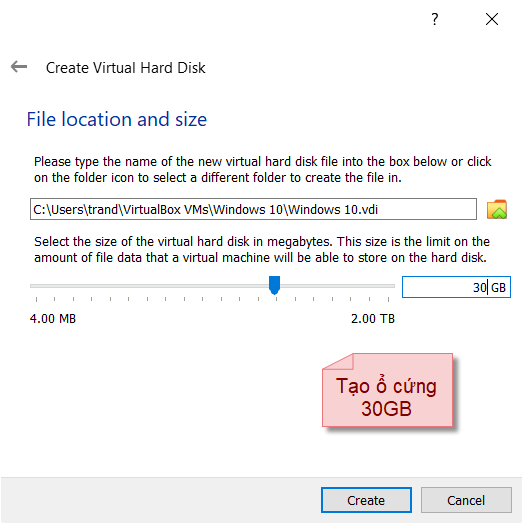 ?
Create Virtual Hard Disk
File location and size
Please type the name of the new virtual hard disk file into the box below or click
on the folder icon to select a different folder to create the file in.
C:\Users\trand\VirtualBox VMs\Windows 10\Windows 10.vdi
Select the size of the virtual hard disk in megabytes. This size is the limit on the
amount of file data that a virtual machine will be able to store on the hard disk.
30 GB
4.00 MB 2.00 TB
Tạo ổ cứng
30GB
Create Cancel